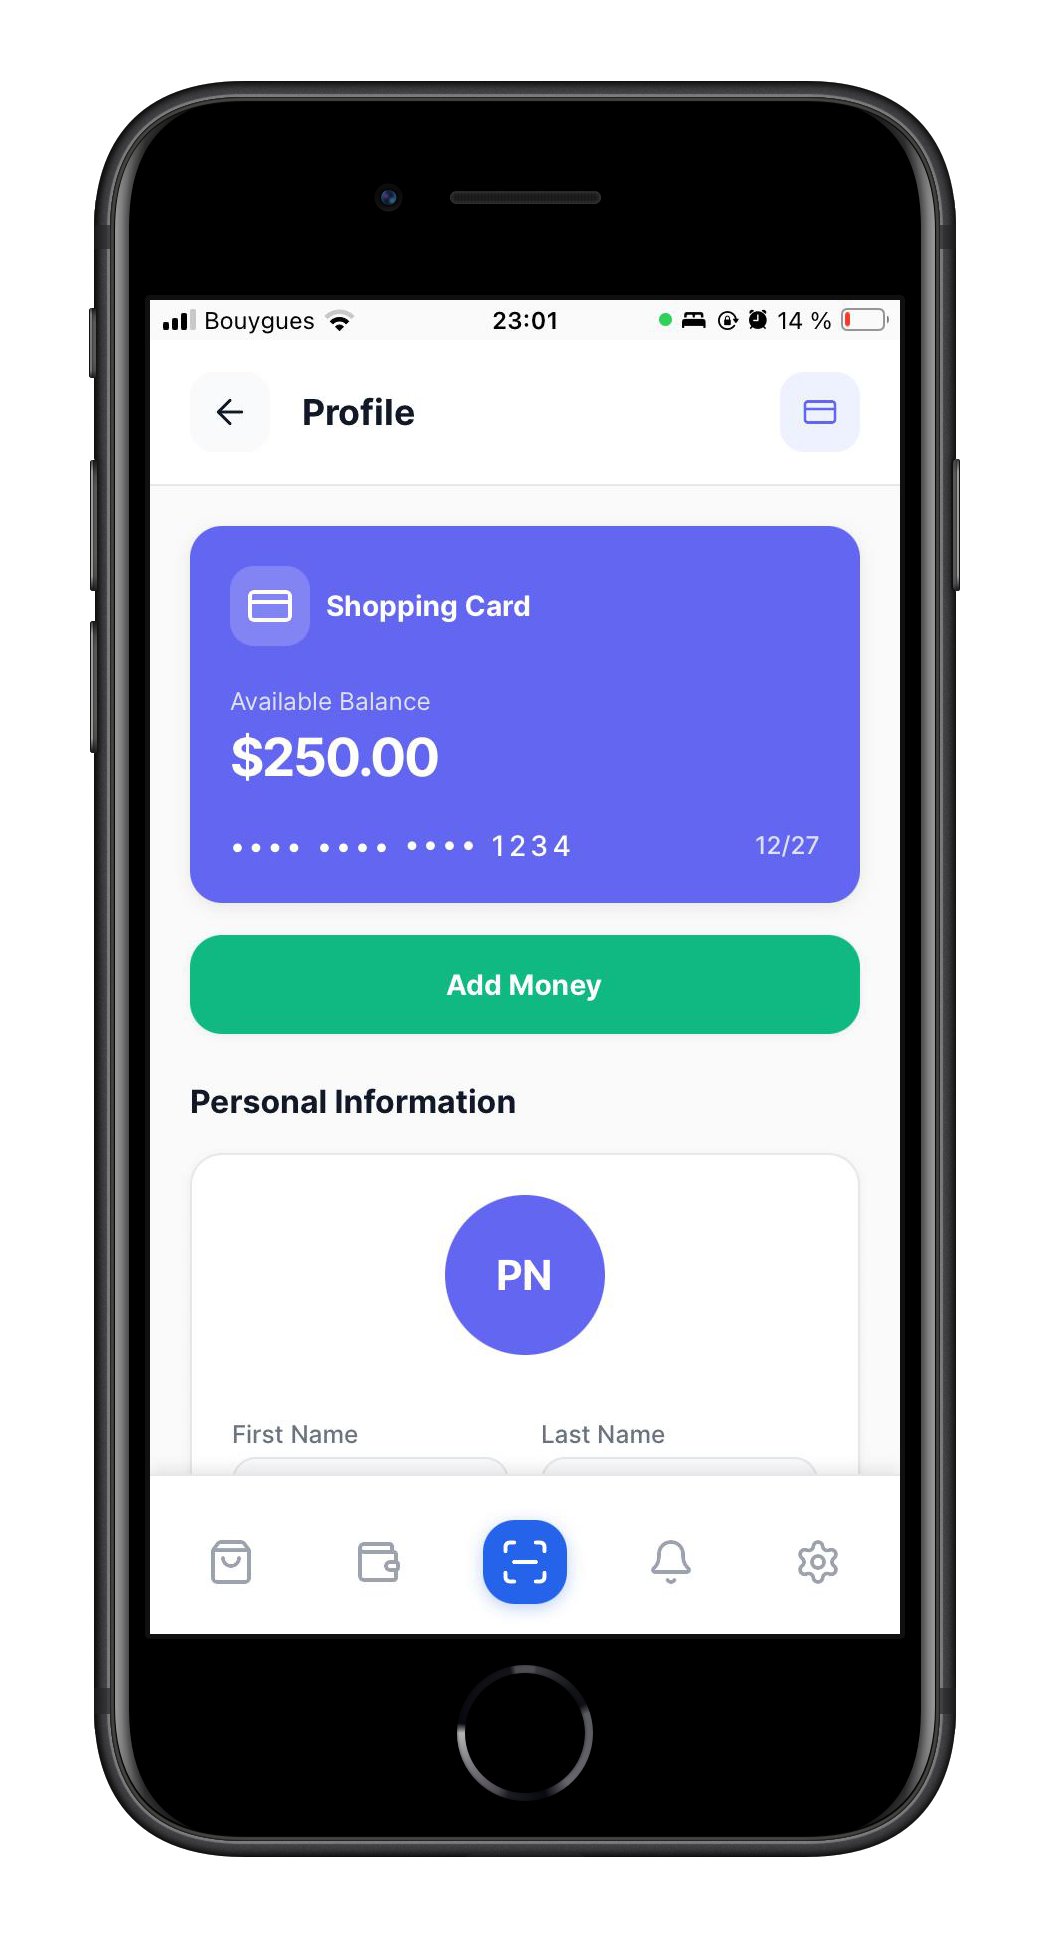 Bouygues 23:01 14 %
Profile
Shopping Card
Available Balance
$250.00
•••• •••• •••• 1234 12/27
Add Money
Personal Information
PN
First Name Last Name